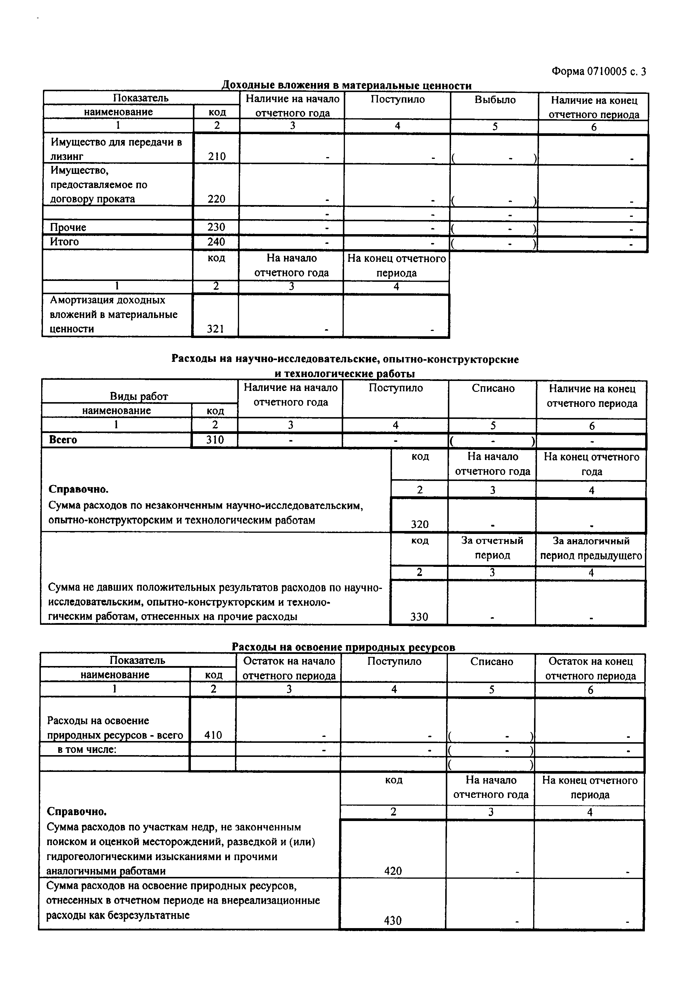 Форма 0710005 с. 3
Доходные вложения в материальные ценности
Показатель
Наличие на начало
Поступило
Выбыло
Наличие на конец
наименование
код
отчетного года
отчетного периода
1 2 3 4 5 6
Имущество для передачи в
лизинг 210 - - ( - ) -
Имущество,
предоставляемое по
договору проката 220 - - ( - ) -
- - - -
Прочие 230 - - ( - ) -
Итого 240 - - ( - ) -
код На начало На конец отчетного
отчетного года периода
1 2 3 4
Амортизация доходных
вложений в материальные
ценности 321 - -
Расходы на научно-исследовательские, опытно-конструкторские
и технологические работы
Виды работ
Наличие на начало
Поступило
Списано
Наличие на конец
отчетного года
отчетного периода
наименование
код
1 2 3 4 5 6
Всего 310 - - ( - ) -
код На начало На конец отчетного
отчетного года года
Справочно. 2 3 4
Сумма расходов по незаконченным научно-исследовательским,
опытно-конструкторским и технологическим работам 320 - -
код За отчетный За аналогичный
период период предыдущего
2 3 4
Сумма не давших положительных результатов расходов по научно-
исследовательским, опытно-конструкторским и техноло-
гическим работам, отнесенных на прочие расходы 330 - -
Расходы на освоение природных ресурсов
Показатель
Остаток на начало
Поступило
Списано
Остаток на конец
наименование
код
отчетного периода
отчетного периода
1 2 3 4 5 6
Расходы на освоение
природных ресурсов - всего 410 - - ( - ) -
в том числе: - - ( - ) -
( )
код На начало На конец отчетного
отчетного года периода
Справочно. 2 3 4
Сумма расходов по участкам недр, не законченным
поиском и оценкой месторождений, разведкой и (или)
гидрогеологическими изысканиями и прочими
аналогичными работами 420 - -
Сумма расходов на освоение природных ресурсов,
отнесенных в отчетном периоде на внереализационные
расходы как безрезультатные 430 - -